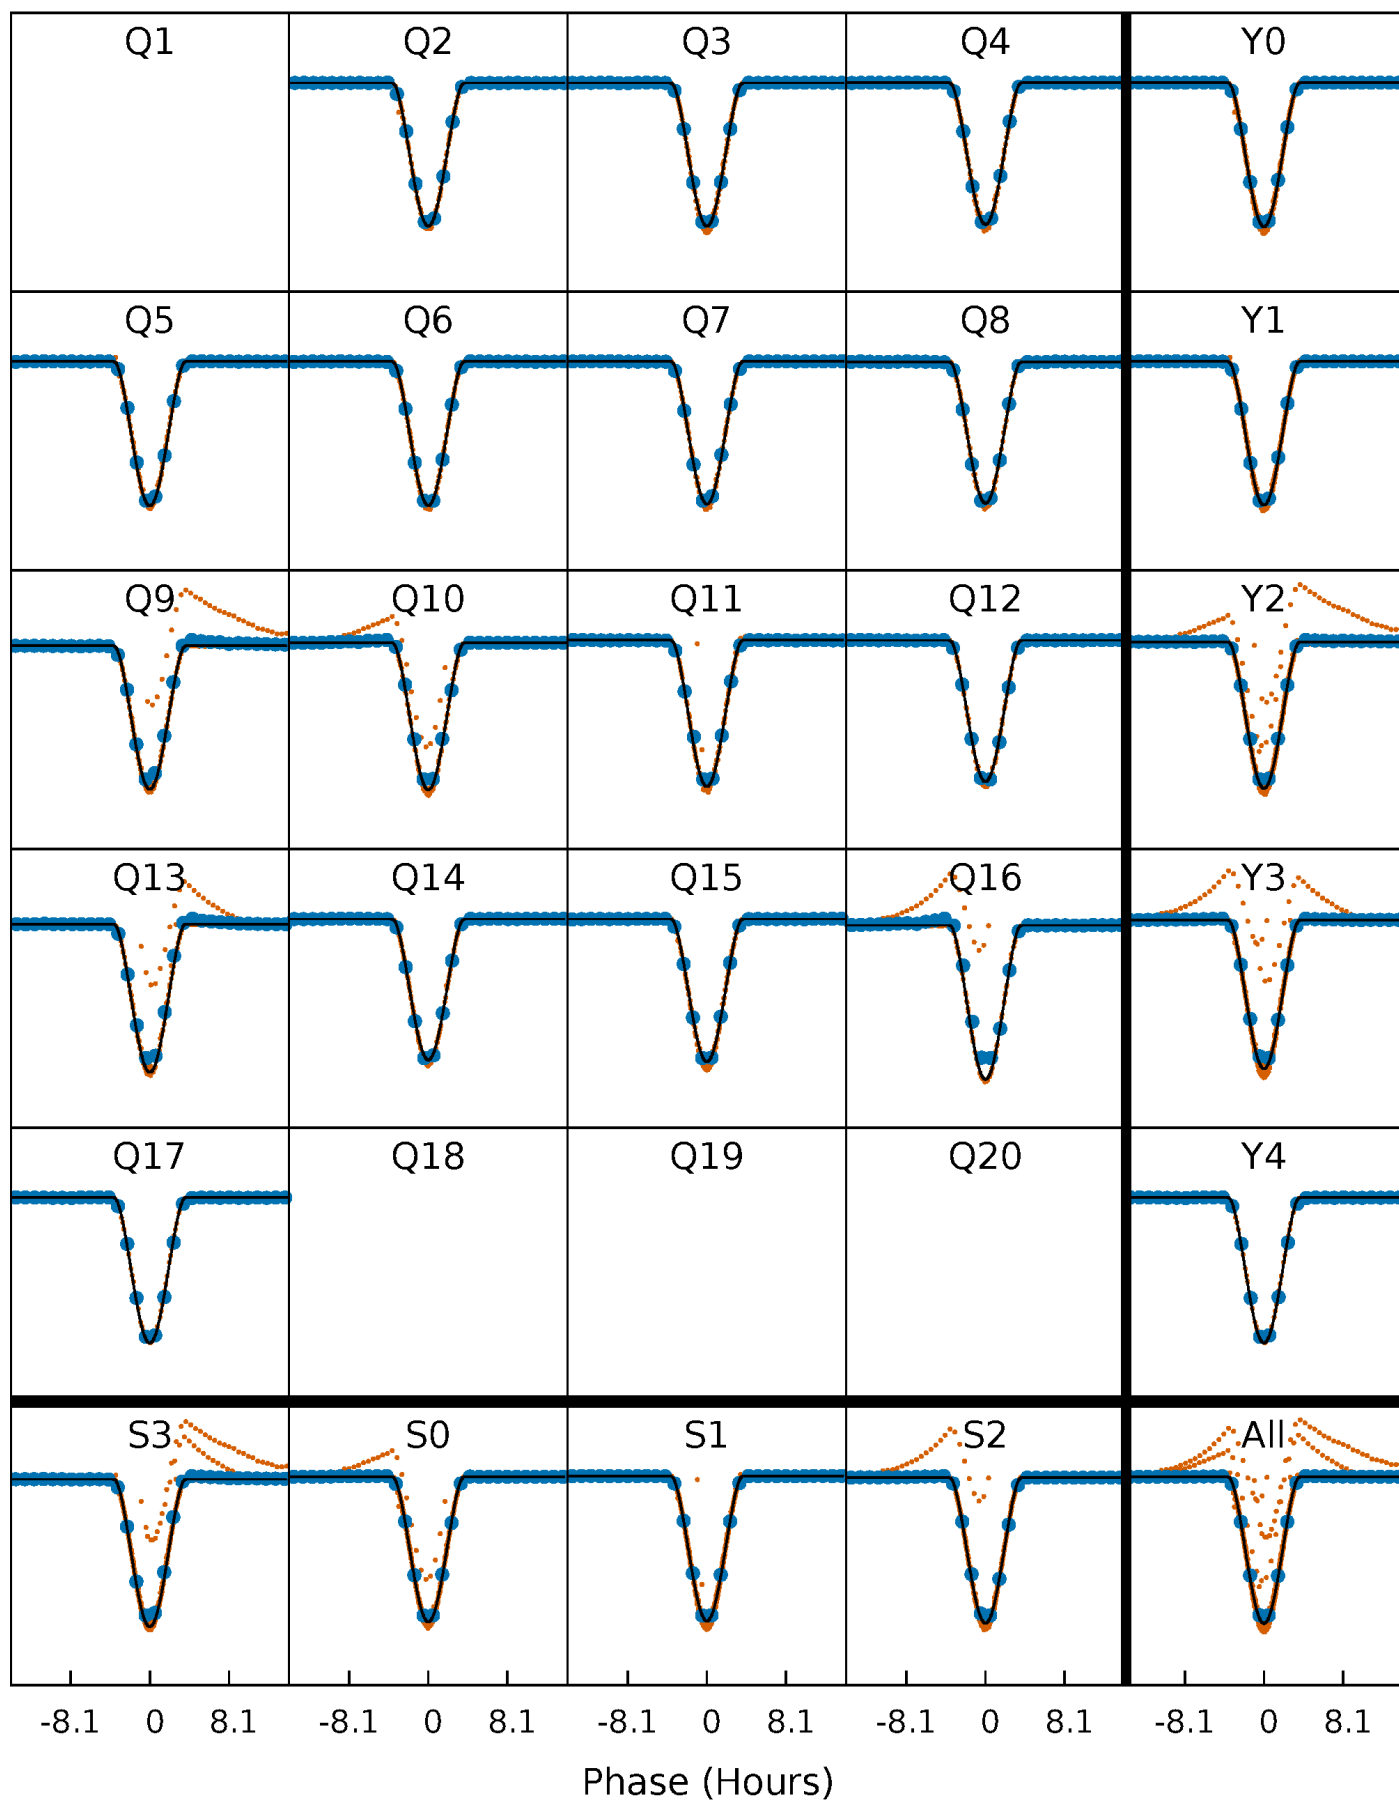 Q1 Q2 Q3 Q4 Y0
Q5 Q6 Q7 Q8 Y1
Q9 Q10 Q11 Q12 Y2
Q13 Q14 Q15 Q16 Y3
Q17 Q18 Q19 Q20 Y4
S3 S0 S1 S2 All
-8.1 0 8.1 -8.1 0 8.1 -8.1 0 8.1 -8.1 0 8.1 -8.1 0 8.1
Phase (Hours)